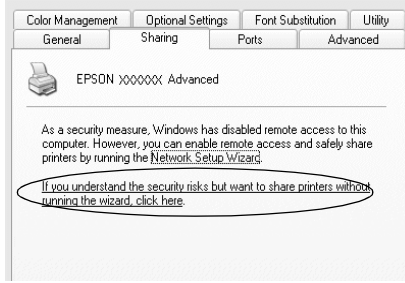 Color Management Optional Settings Font Substitution Utility
General Sharing Ports Advanced
EPSON XXXXXX Advanced
As a security measure, Windows has disabled remote access to this
computer. However, you can enable remote access and safely share
printers by running the Network Setup Wizard.
If you understand the security risks but want to share printers without
running the wizard, click here.